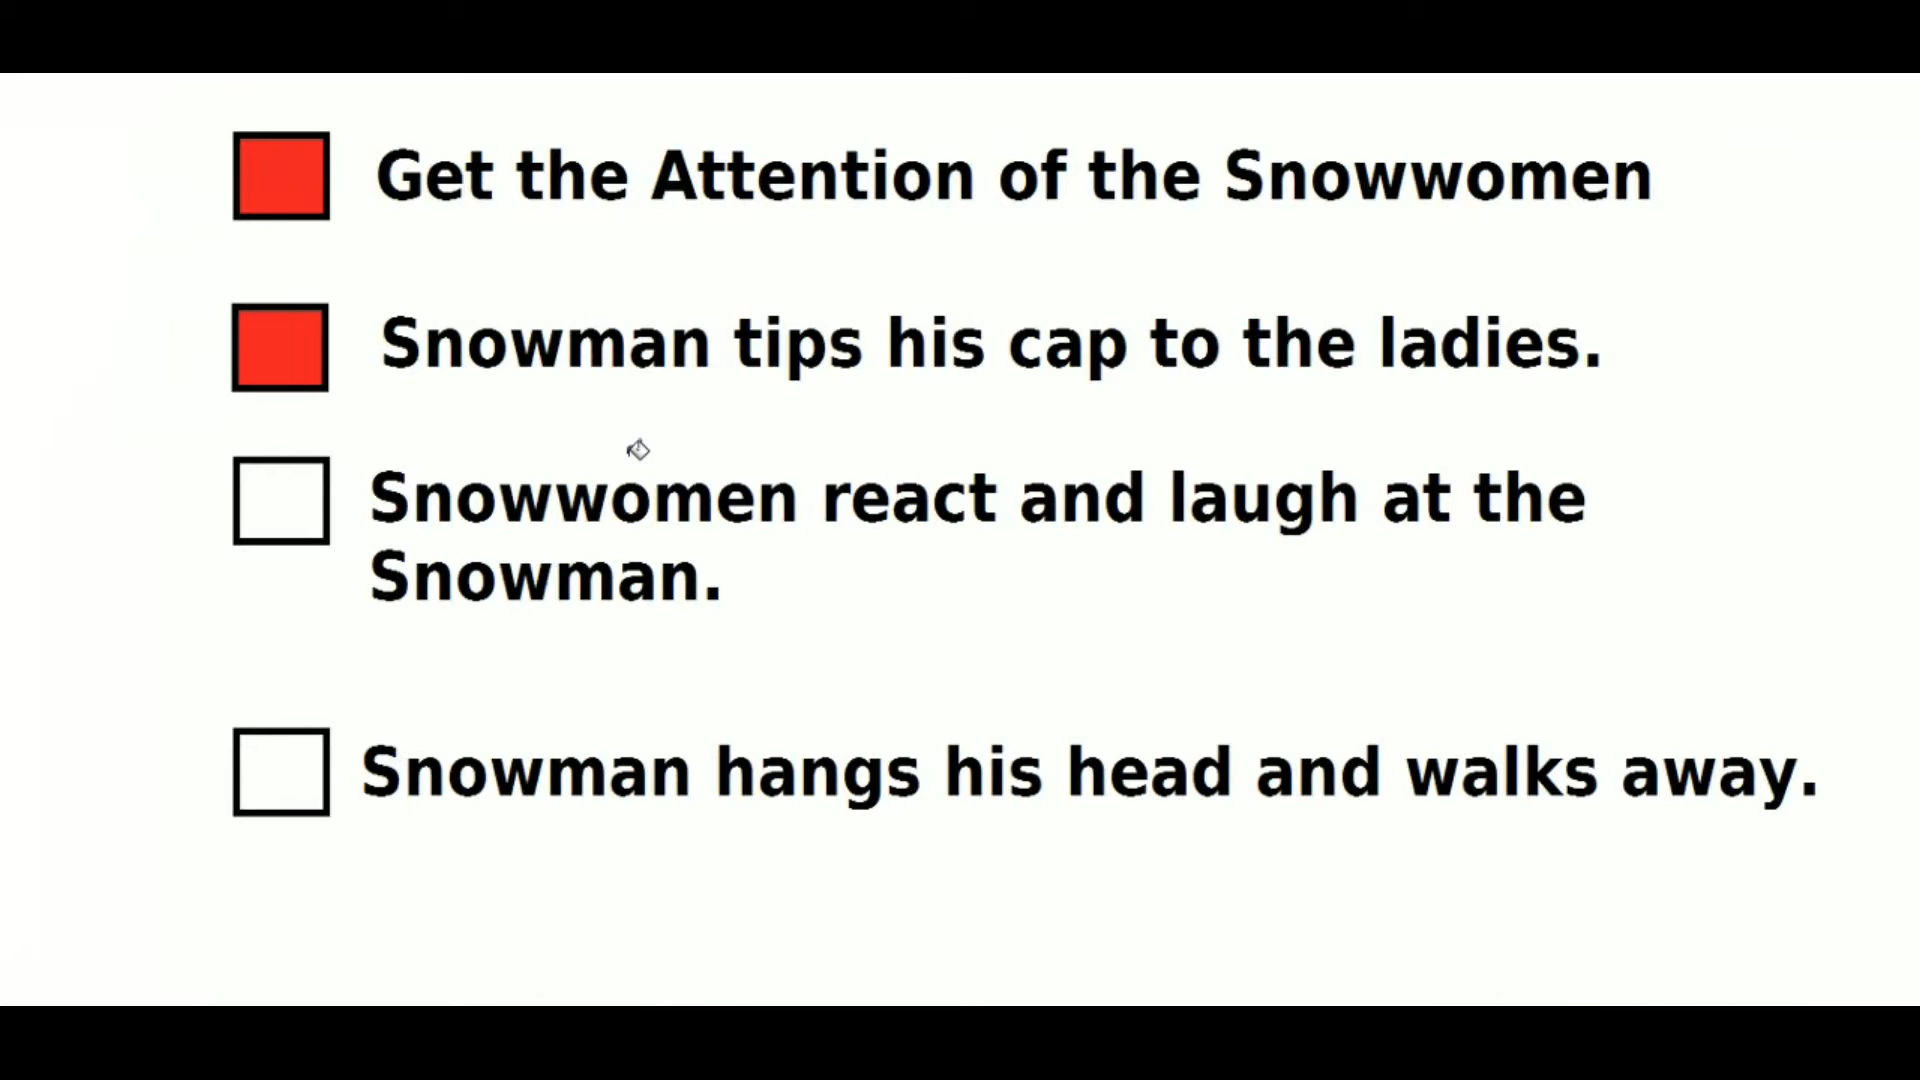 Get the Attention of the Snowwomen
Snowman tips his cap to the ladies.
Snowwomen react and laugh at the
Snowman.
Snowman hangs his head and walks away.